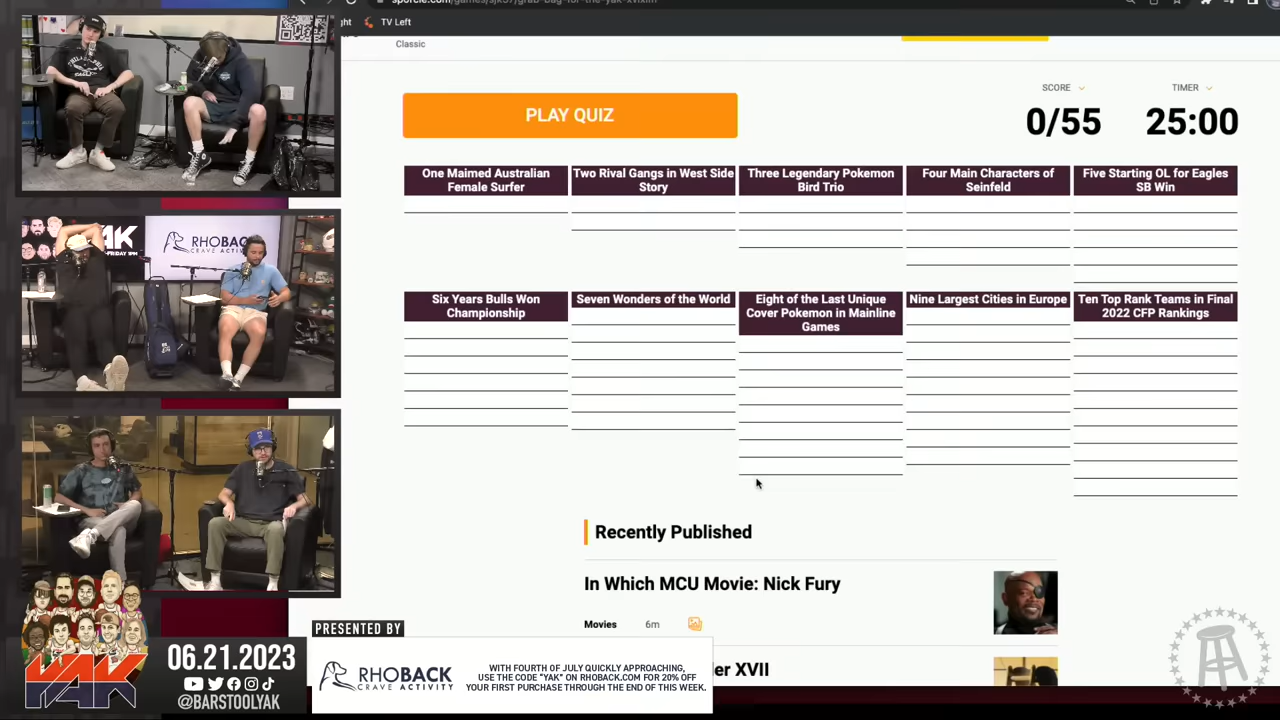 TV Left
Classic
PLAY QUIZ
SCORE
0/55
TIMER
25:00
One Maimed Australian
Female Surfer
Two Rival Gangs in West Side
Story
Three Legendary Pokemon
Bird Trio
Four Main Characters of
Seinfeld
Five Starting OL for Eagles
SB Win
Six Years Bulls Won
Championship
Seven Wonders of the World
Eight of the Last Unique
Cover Pokemon in Mainline
Games
Nine Largest Cities in Europe
Ten Top Rank Teams in Final
2022 CFP Rankings
Recently Published
In Which MCU Movie: Nick Fury
Movies 6m
der XVII
PHILADELPHIA
RHOBACK
CRAVE ACTIVITY
YAK
06.21.2023
@BARSTOOLYAK
PRESENTED BY
RHOBACK
CRAVE ACTIVITY
WITH FOURTH OF JULY QUICKLY APPROACHING,
USE THE CODE "YAK" ON RHOBACK.COM FOR 20% OFF
YOUR FIRST PURCHASE THROUGH THE END OF THIS WEEK.